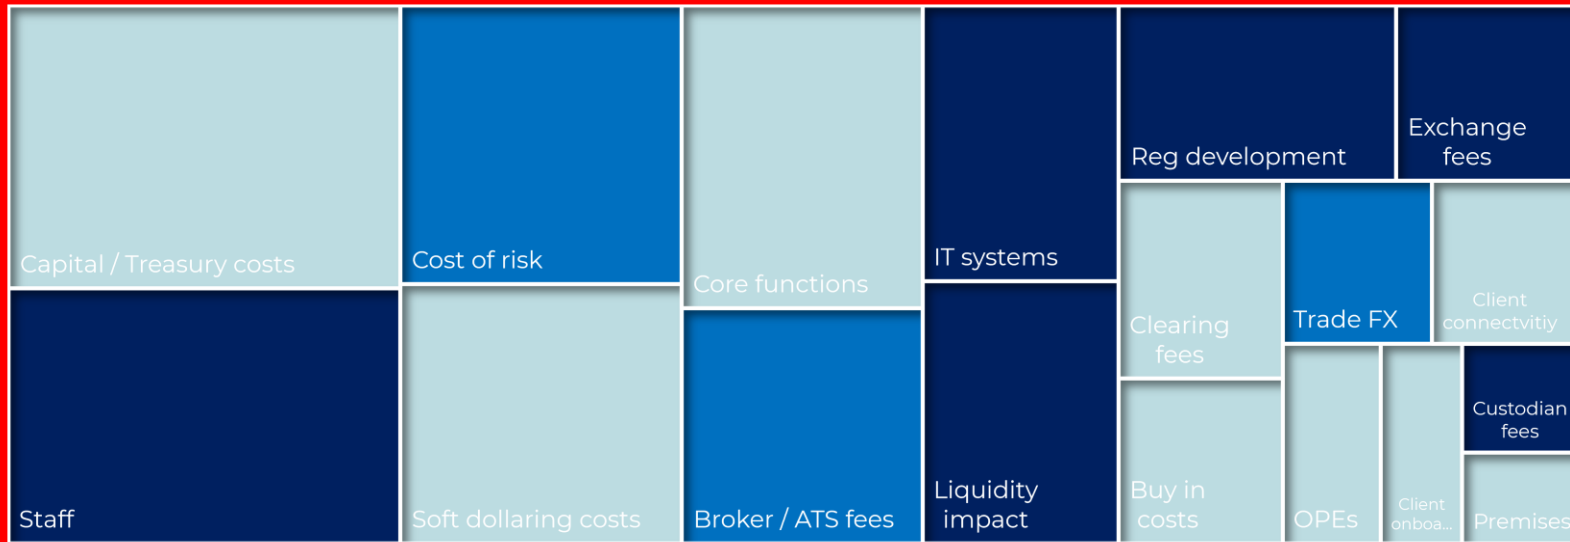 Capital / Treasury costs
Staff
Cost of risk
Soft dollaring costs
Core functions
Broker / ATS fees
IT systems
Liquidity
impact
Reg development
Exchange
fees
Clearing
fees
Buy in
costs
Trade FX
Client
connectvitiy
OPEs
Client
onboa...
Custodian
fees
Premises